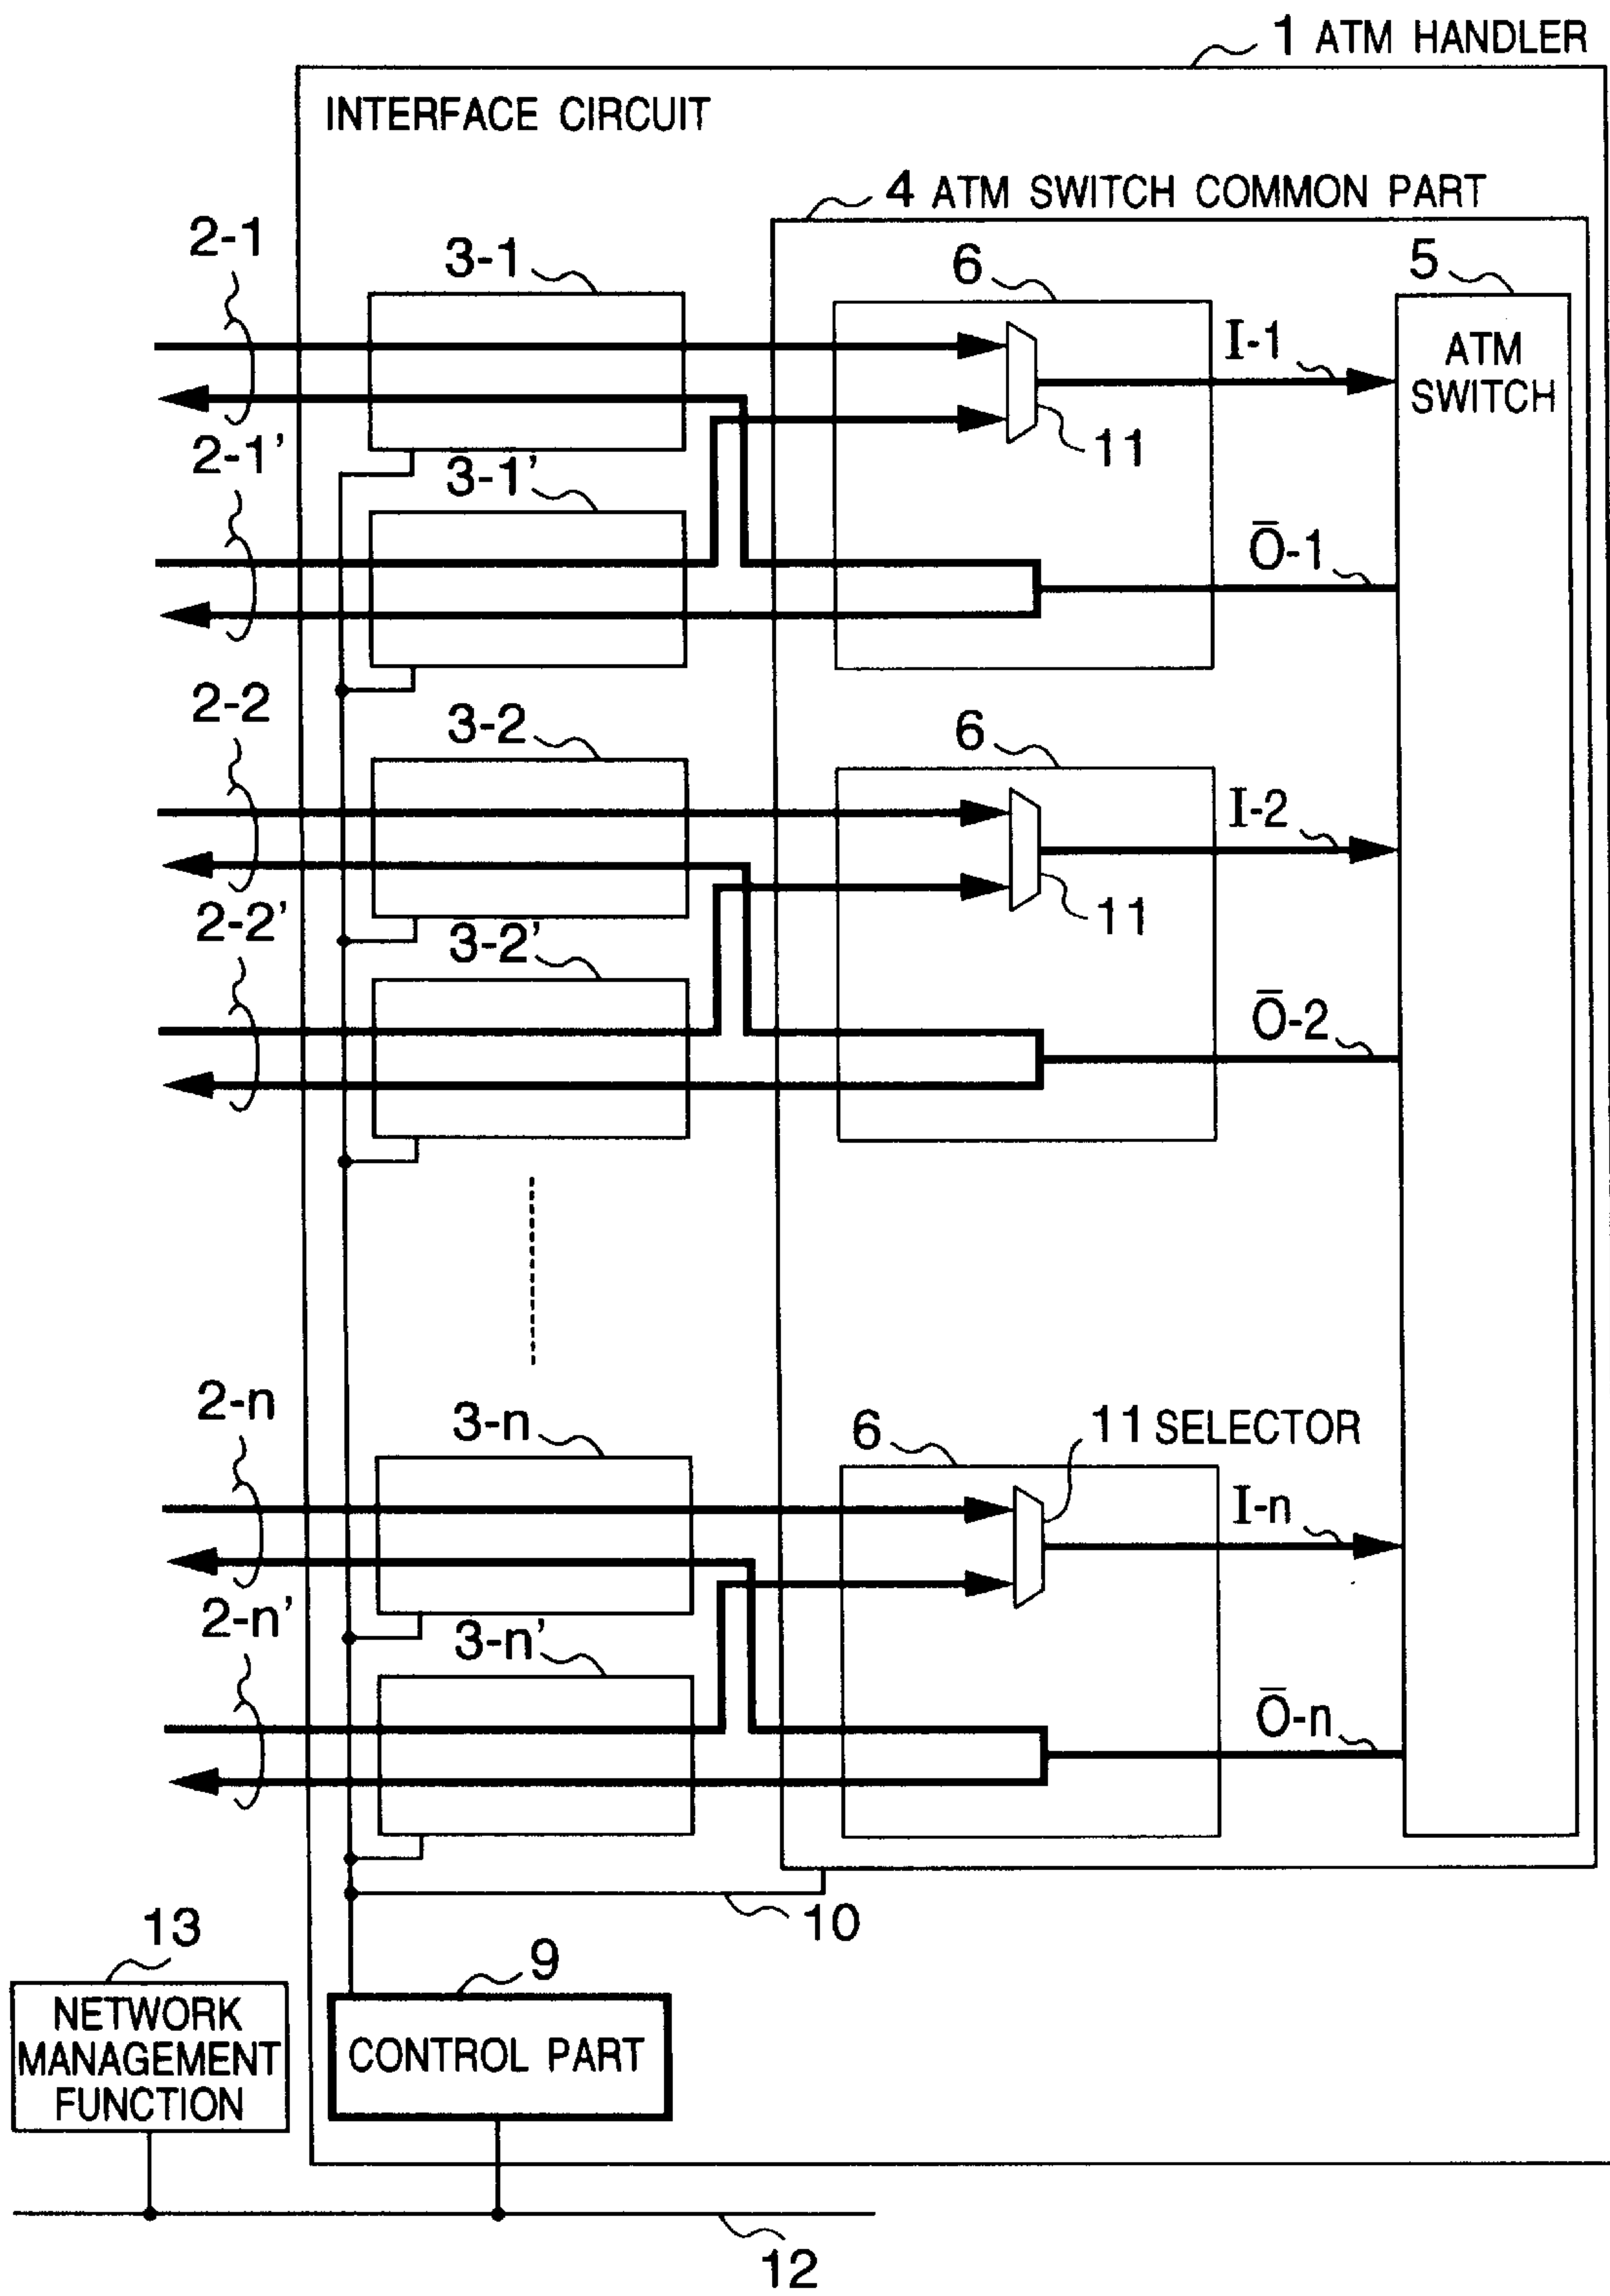 1 ATM HANDLER
INTERFACE CIRCUIT
4 ATM SWITCH COMMON PART
2-1
3-1
6
5
I-1
ATM
SWITCH
11
2-1’
3-1’
O̅-1
2-2
3-2
6
I-2
11
2-2’
3-2’
O̅-2
2-n
3-n
6
11 SELECTOR
I-n
2-n’
3-n’
O̅-n
10
13
9
NETWORK
MANAGEMENT
FUNCTION
CONTROL PART
12